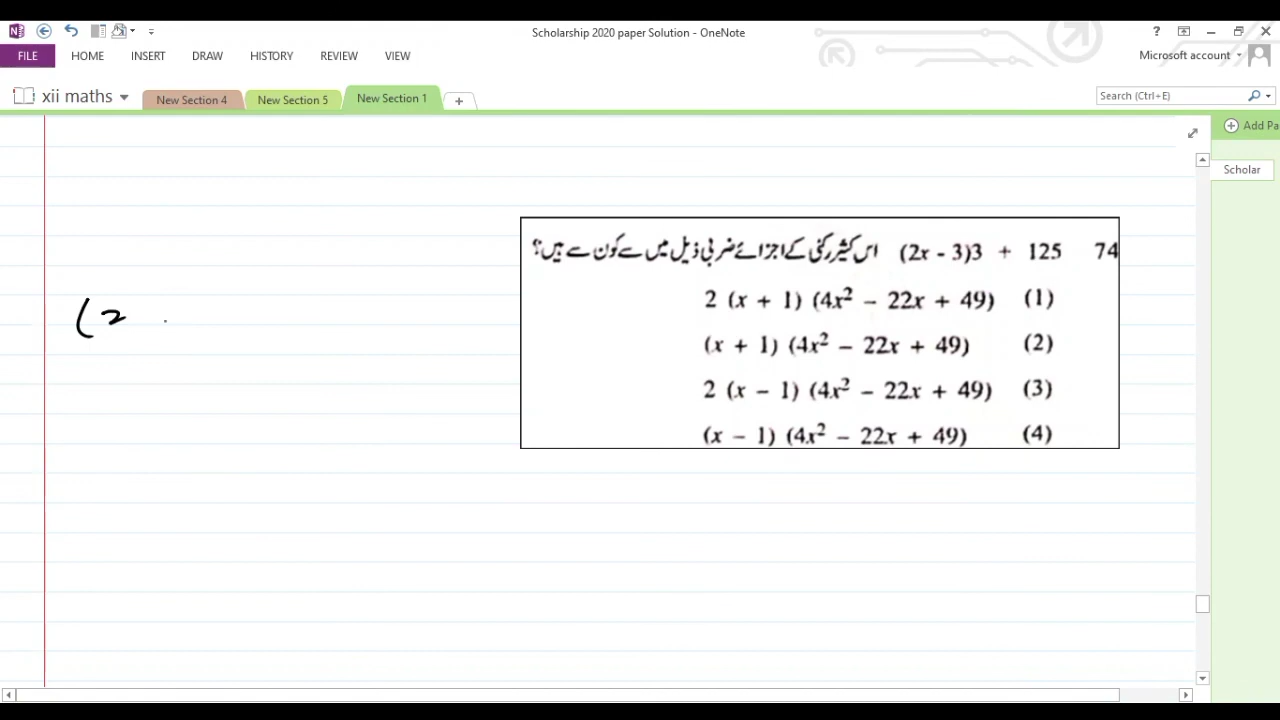 Scholarship 2020 paper Solution - OneNote
?
FILE HOME INSERT DRAW HISTORY REVIEW VIEW
Microsoft account
xii maths
New Section 4 New Section 5 New Section 1 +
Search (Ctrl+E)
Add Pa
Scholar
74 (2x - 3)3 + 125 اس کثیر رکنی کے اجزائے ضربی ذیل میں سے کون سے ہیں؟
(1) 2 (x + 1) (4x² − 22x + 49)
(2) (x + 1) (4x² − 22x + 49)
(3) 2 (x − 1) (4x² − 22x + 49)
(4) (x − 1) (4x² − 22x + 49)
(2